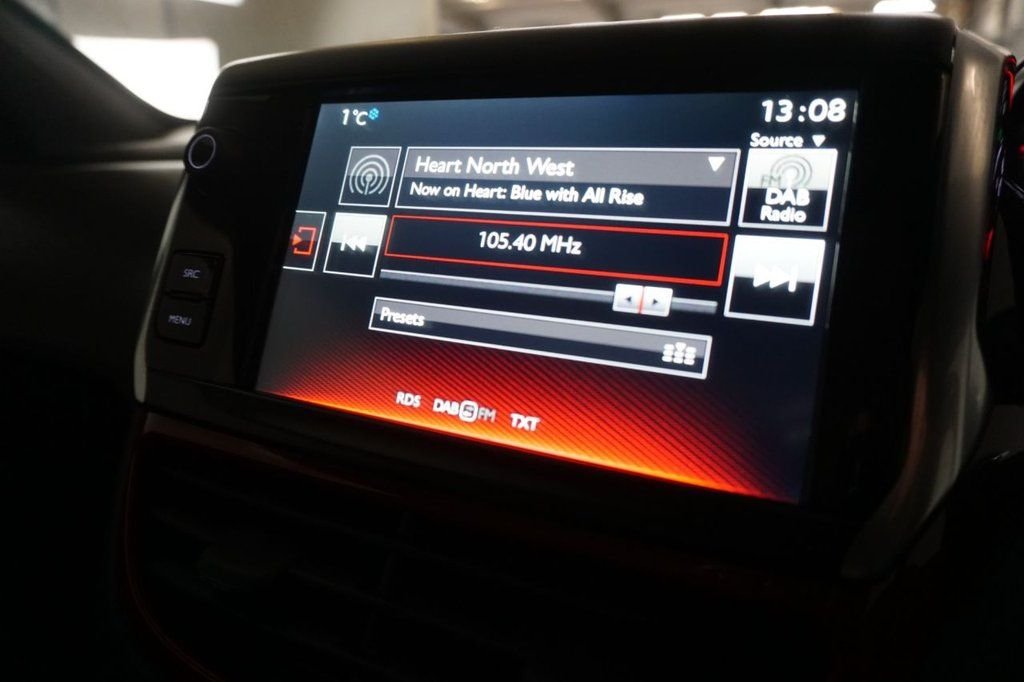 1°C
13:08
Source
Heart North West
Now on Heart: Blue with All Rise
FM
DAB
Radio
105.40 MHz
SRC
MENU
Presets
RDS DAB FM TXT